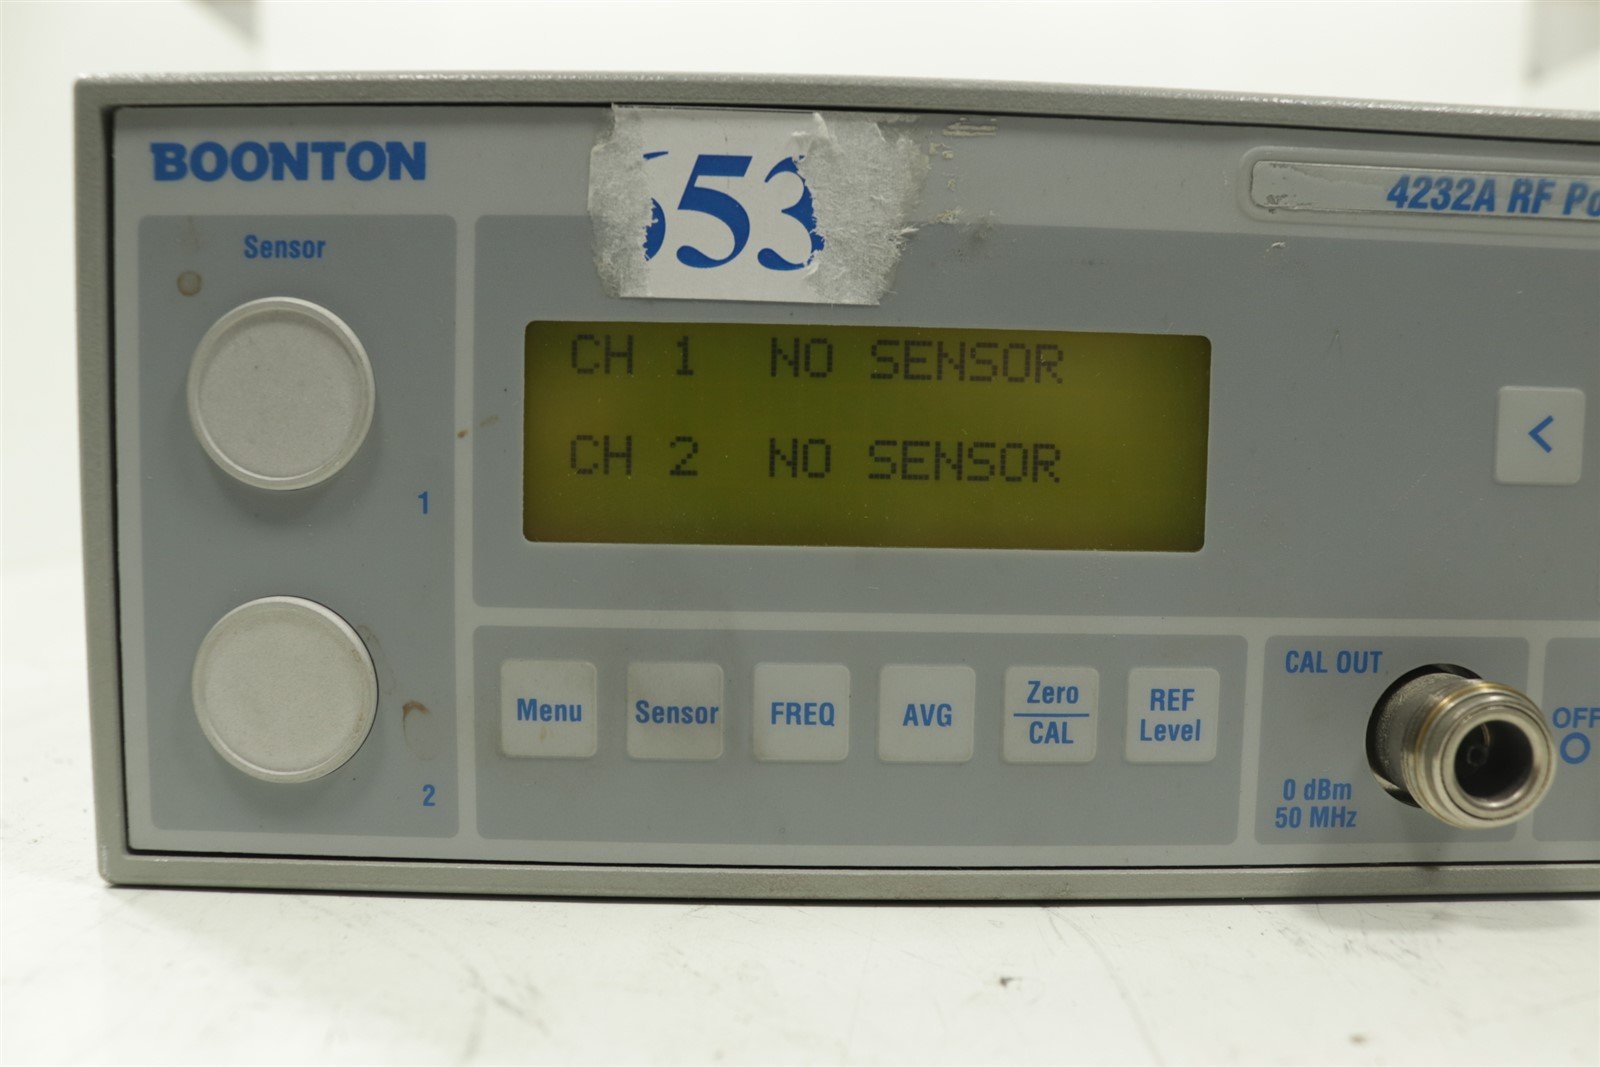 BOONTON
53
4232A RF
Sensor
CH 1 NO SENSOR
CH 2 NO SENSOR
<
1
2
Menu
Sensor
FREQ
AVG
Zero
CAL
REF
Level
CAL OUT
0 dBm
50 MHz
OFF